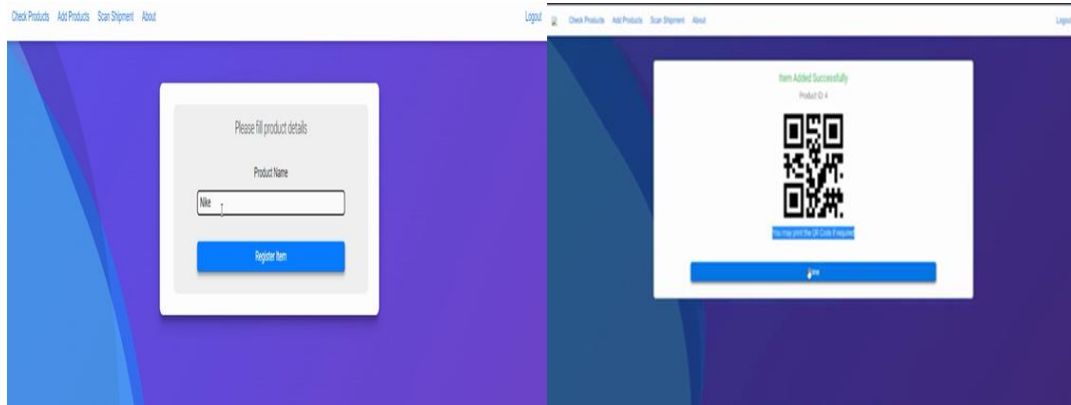 Check Products Add Products Scan Shipment About Logout
Please fill product details
Product Name
Nike
Register Item
Check Products Add Products Scan Shipment About Logout
Item Added Successfully
Product ID 4
You may print the QR Code if required